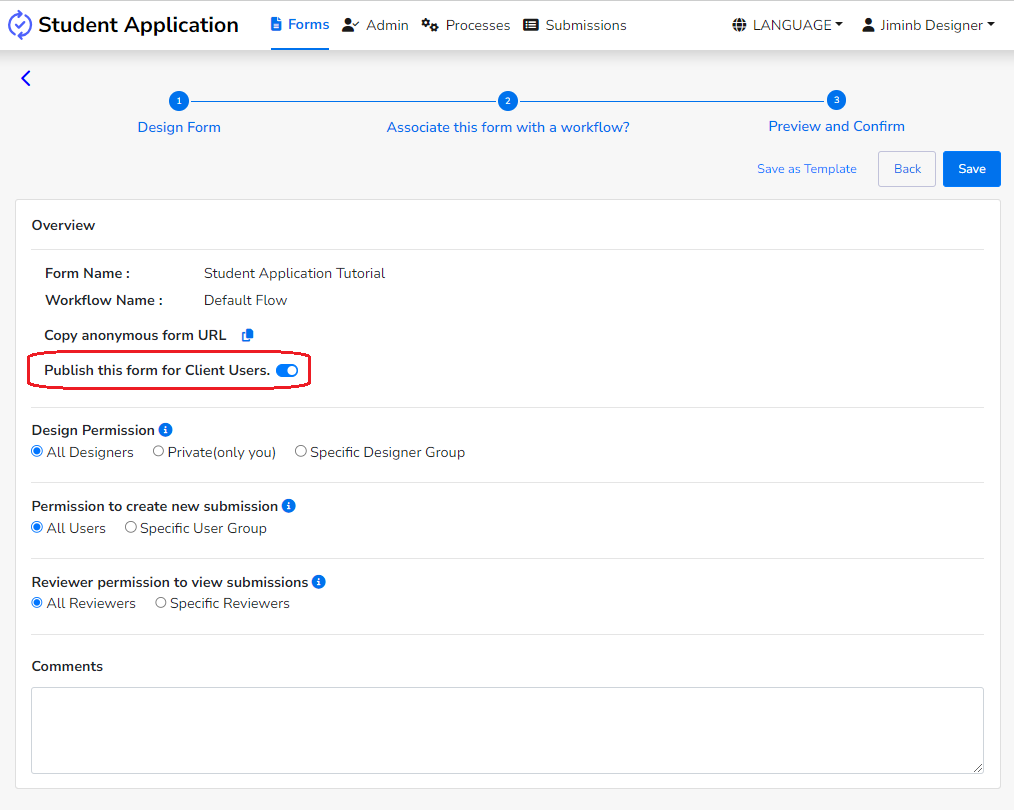 Student Application Forms Admin Processes Submissions LANGUAGE Jiminb Designer
1 2 3
Design Form Associate this form with a workflow? Preview and Confirm
Save as Template Back Save
Overview
Form Name : Student Application Tutorial
Workflow Name : Default Flow
Copy anonymous form URL
Publish this form for Client Users.
Design Permission i
All Designers Private(only you) Specific Designer Group
Permission to create new submission i
All Users Specific User Group
Reviewer permission to view submissions i
All Reviewers Specific Reviewers
Comments